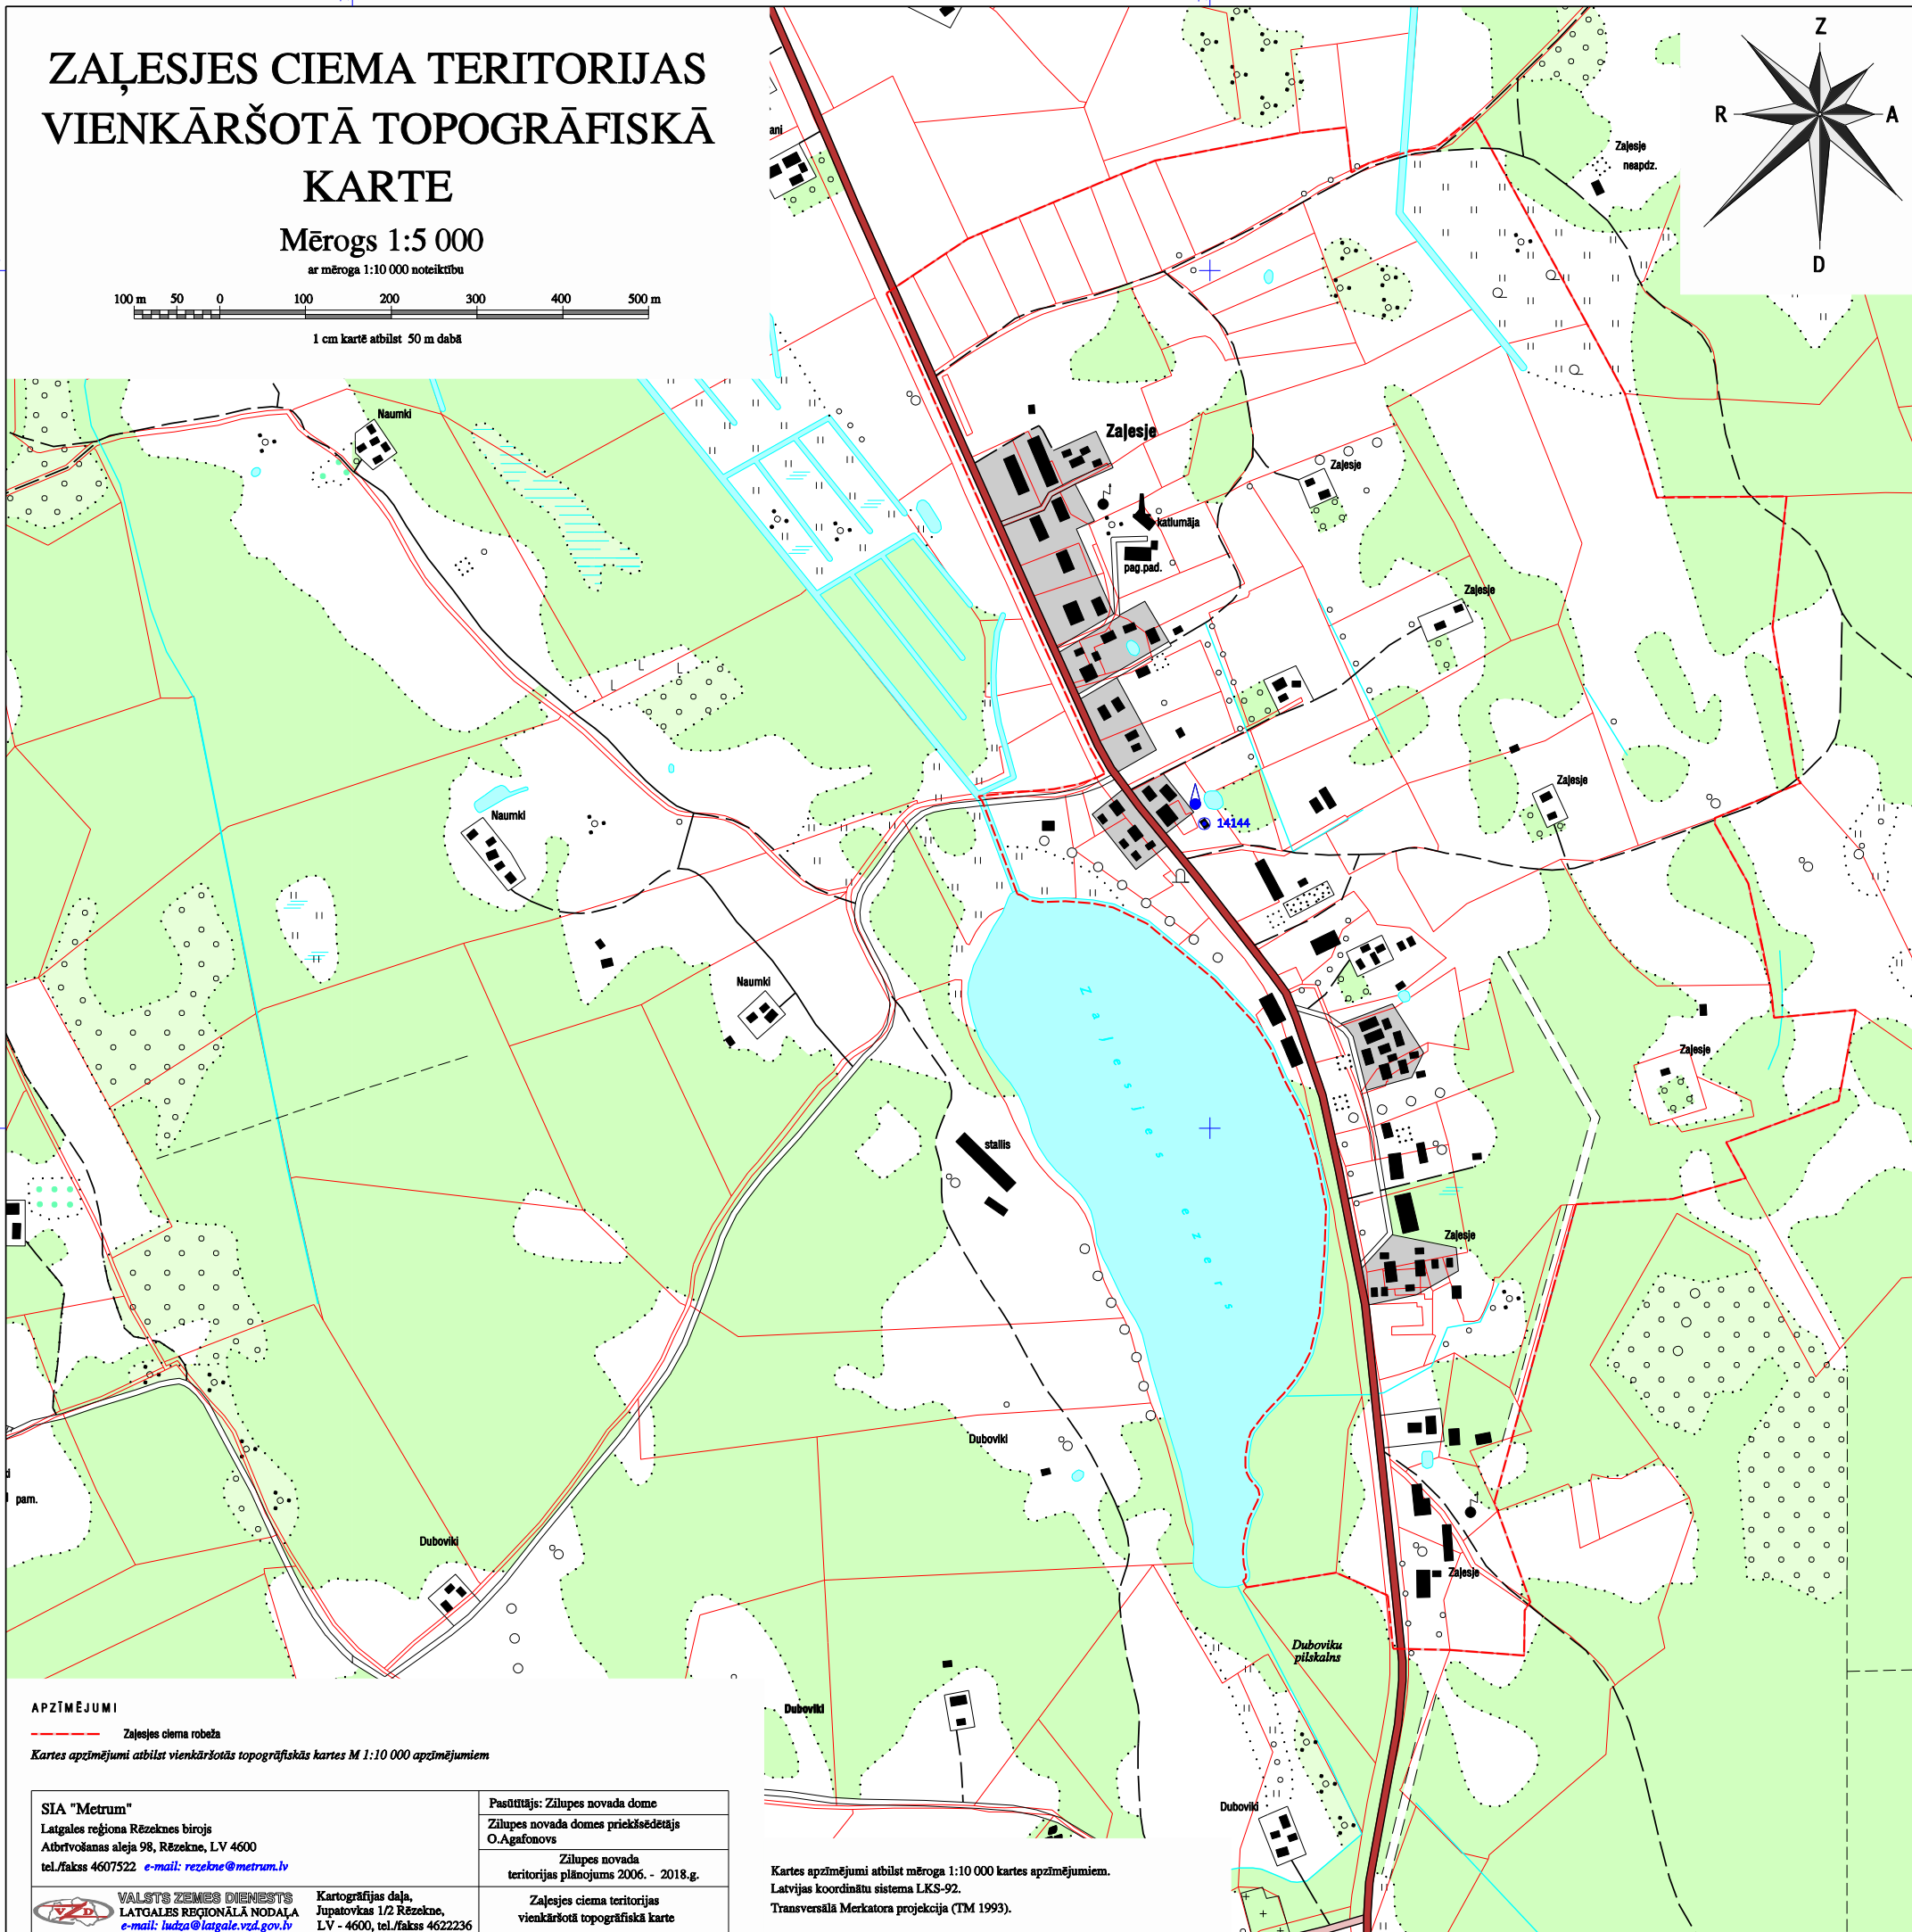 ZAĻESJES CIEMA TERITORIJAS
VIENKĀRŠOTĀ TOPOGRĀFISKĀ
KARTE
Mērogs 1:5 000
ar mēroga 1:10 000 noteiktību
100 m 50 0 100 200 300 400 500 m
1 cm kartē atbilst 50 m dabā
Z
R A
D
ani
Zaļesje
neapdz.
Naumki
Zaļesje
Zaļesje
katlumāja
pag.pad.
Zaļesje
Zaļesje
Naumki
14144
Naumki
Zaļesjes ezers
Zaļesje
stallis
Zaļesje
Duboviki
pam.
Duboviki
Zaļesje
Duboviku
pilskalns
Duboviki
Duboviki
APZĪMĒJUMI
Zaļesjes ciema robeža
Kartes apzīmējumi atbilst vienkāršotās topogrāfiskās kartes M 1:10 000 apzīmējumiem
SIA "Metrum"
Latgales reģiona Rēzeknes birojs
Atbrīvošanas aleja 98, Rēzekne, LV 4600
tel./fakss 4607522 e-mail: rezekne@metrum.lv
Pasūtītājs: Zilupes novada dome
Zilupes novada domes priekšsēdētājs
O.Agafonovs
Zilupes novada
teritorijas plānojums 2006. - 2018.g.
VZD
VALSTS ZEMES DIENESTS
LATGALES REĢIONĀLĀ NODAĻA
e-mail: ludza@latgale.vzd.gov.lv
Kartogrāfijas daļa,
Jupatovkas 1/2 Rēzekne,
LV - 4600, tel./fakss 4622236
Zaļesjes ciema teritorijas
vienkāršotā topogrāfiskā karte
Kartes apzīmējumi atbilst mēroga 1:10 000 kartes apzīmējumiem.
Latvijas koordinātu sistema LKS-92.
Transversālā Merkatora projekcija (TM 1993).